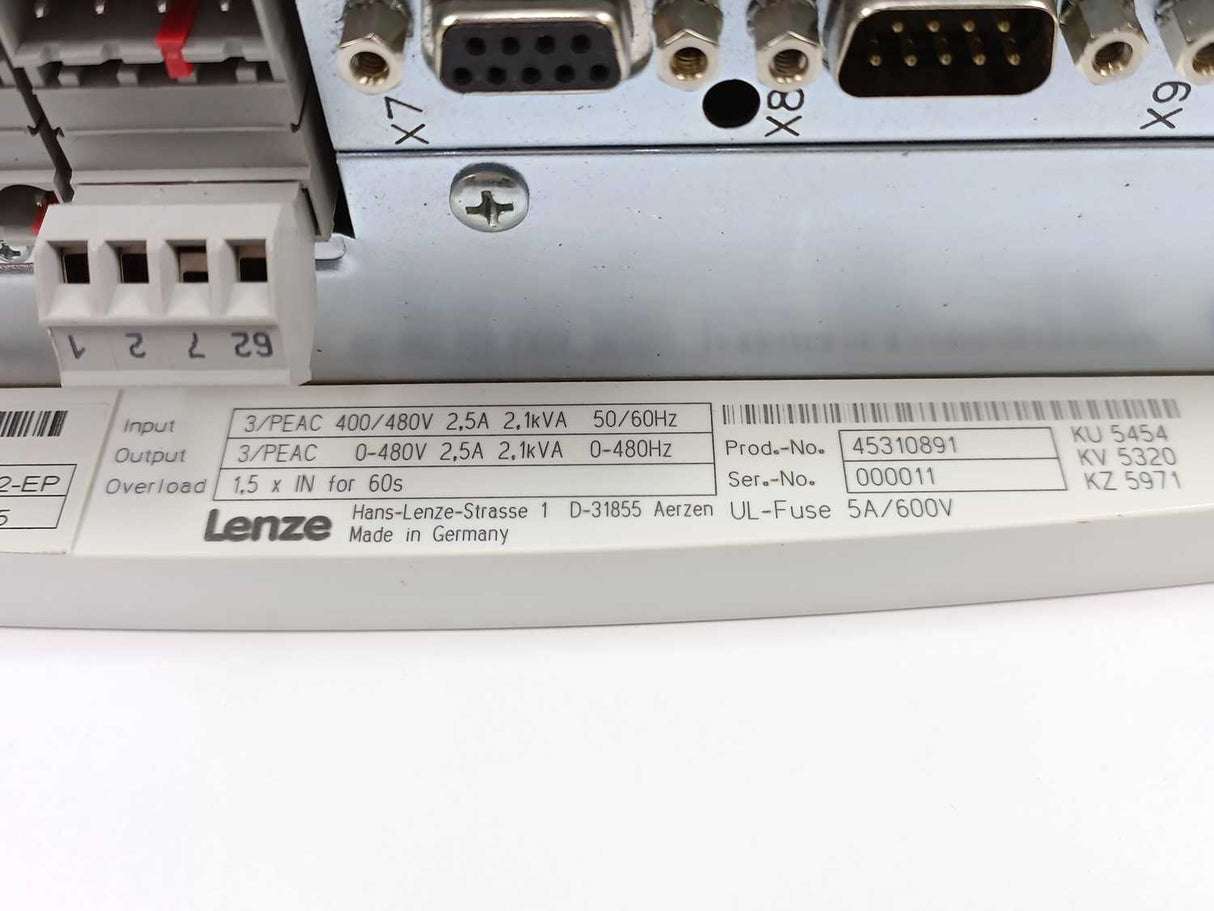 X7
X8
X9
1 2 7 62
2-EP
5
Input 3/PEAC 400/480V 2,5A 2,1kVA 50/60Hz
Output 3/PEAC 0-480V 2,5A 2,1kVA 0-480Hz
Overload 1,5 x IN for 60s
Lenze
Hans-Lenze-Strasse 1 D-31855 Aerzen
Made in Germany
Prod.-No. 45310891
Ser.-No. 000011
UL-Fuse 5A/600V
KU 5454
KV 5320
KZ 5971